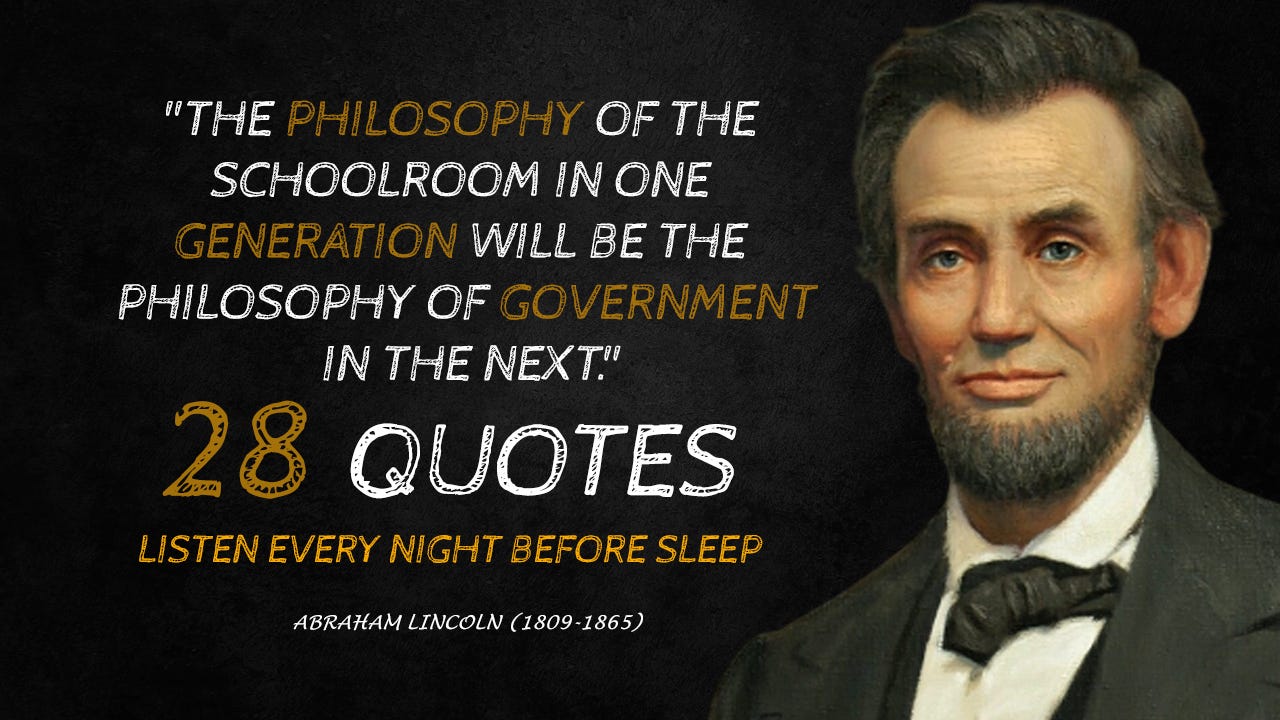 "THE PHILOSOPHY OF THE
SCHOOLROOM IN ONE
GENERATION WILL BE THE
PHILOSOPHY OF GOVERNMENT
IN THE NEXT."
28 QUOTES
LISTEN EVERY NIGHT BEFORE SLEEP
ABRAHAM LINCOLN (1809-1865)